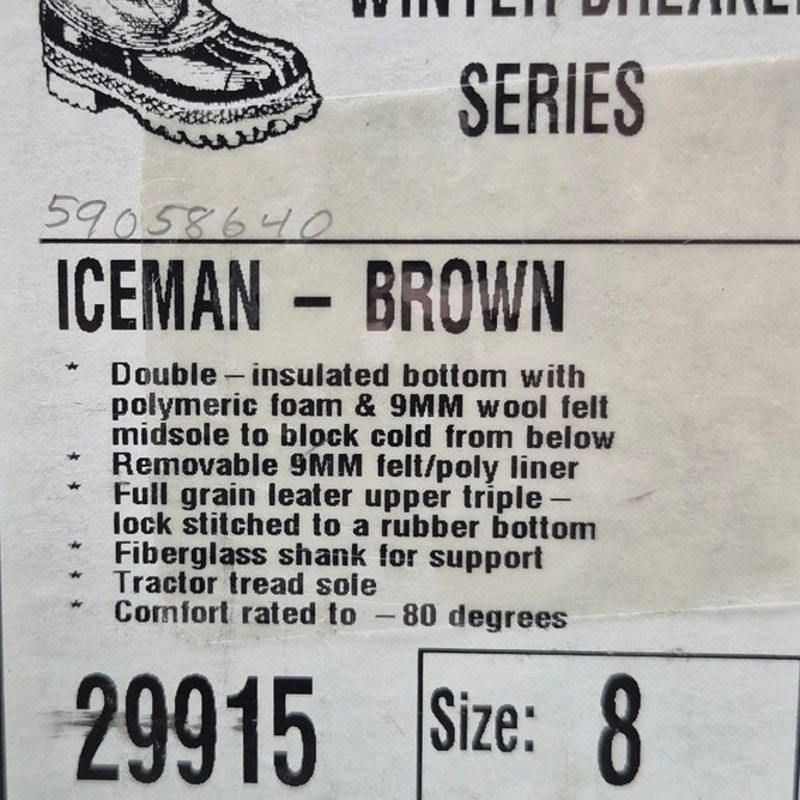 WINTER BREAKER
SERIES
59058640
ICEMAN – BROWN
* Double – insulated bottom with
polymeric foam & 9MM wool felt
midsole to block cold from below
* Removable 9MM felt/poly liner
* Full grain leater upper triple –
lock stitched to a rubber bottom
* Fiberglass shank for support
* Tractor tread sole
* Comfort rated to – 80 degrees
29915
Size: 8